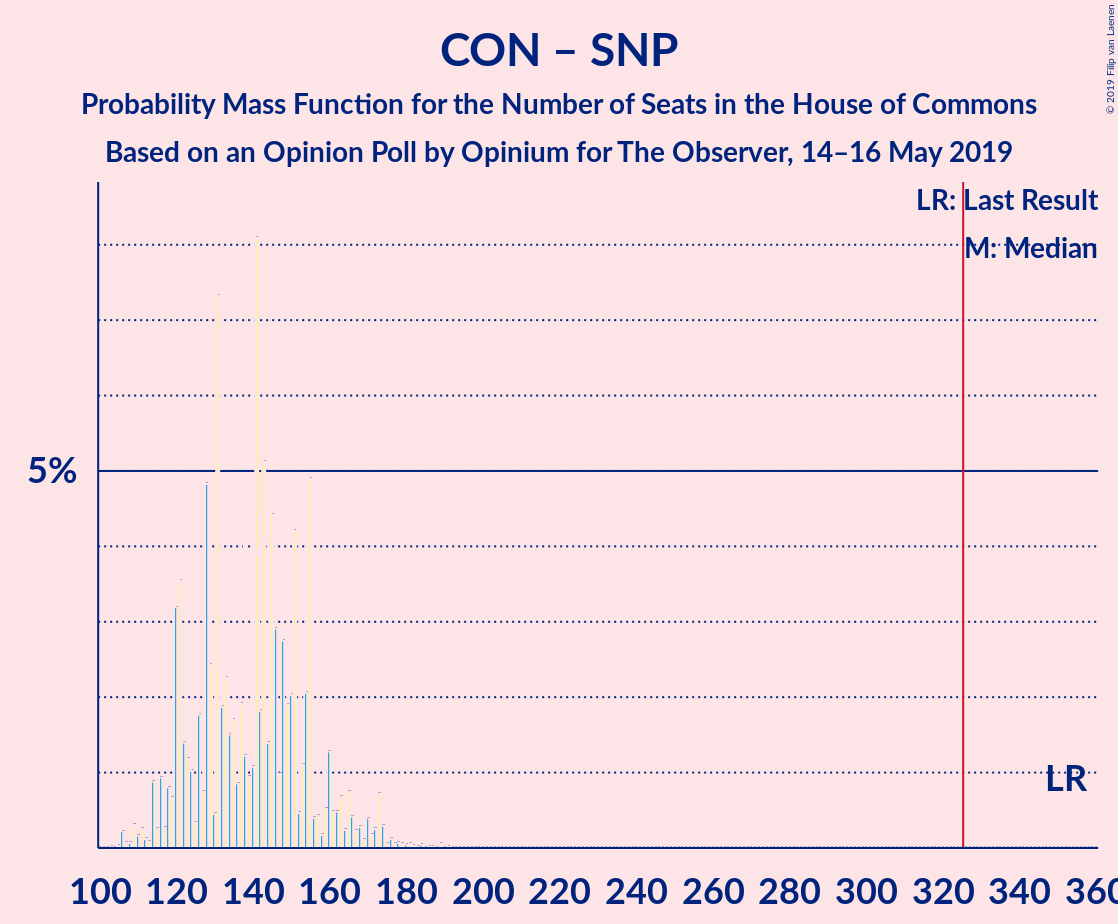 CON – SNP
Probability Mass Function for the Number of Seats in the House of Commons
Based on an Opinion Poll by Opinium for The Observer, 14–16 May 2019
© 2019 Filip van Laenen
LR: Last Result
M: Median
5%
LR
100 120 140 160 180 200 220 240 260 280 300 320 340 360